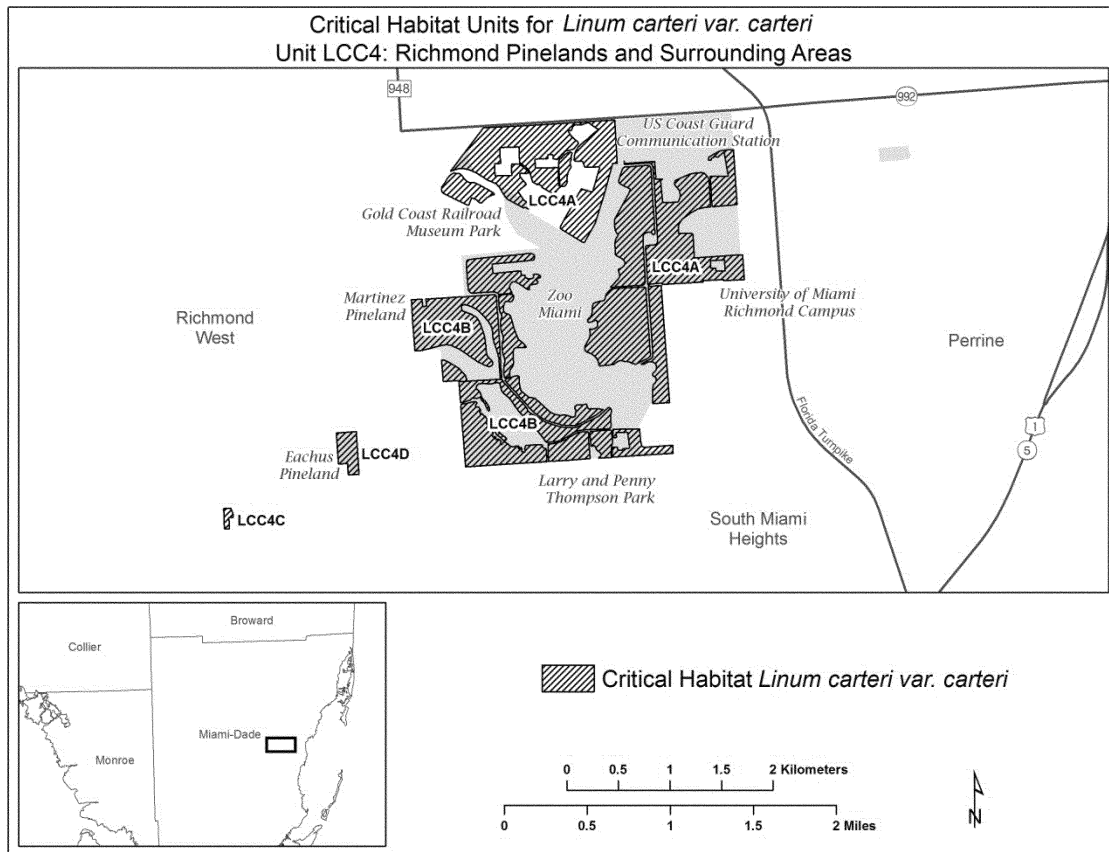 Critical Habitat Units for Linum carteri var. carteri
Unit LCC4: Richmond Pinelands and Surrounding Areas
948
992
US Coast Guard
Communication Station
LCC4A
Gold Coast Railroad
Museum Park
LCC4A
Zoo
Miami
University of Miami
Richmond Campus
Martinez
Pineland
LCC4B
Richmond
West
Perrine
Florida Turnpike
1
5
LCC4B
Eachus
Pineland
LCC4D
Larry and Penny
Thompson Park
LCC4C
South Miami
Heights
Broward
Collier
Miami-Dade
Monroe
Critical Habitat Linum carteri var. carteri
0 0.5 1 1.5 2 Kilometers
0 0.5 1 2 Miles
N